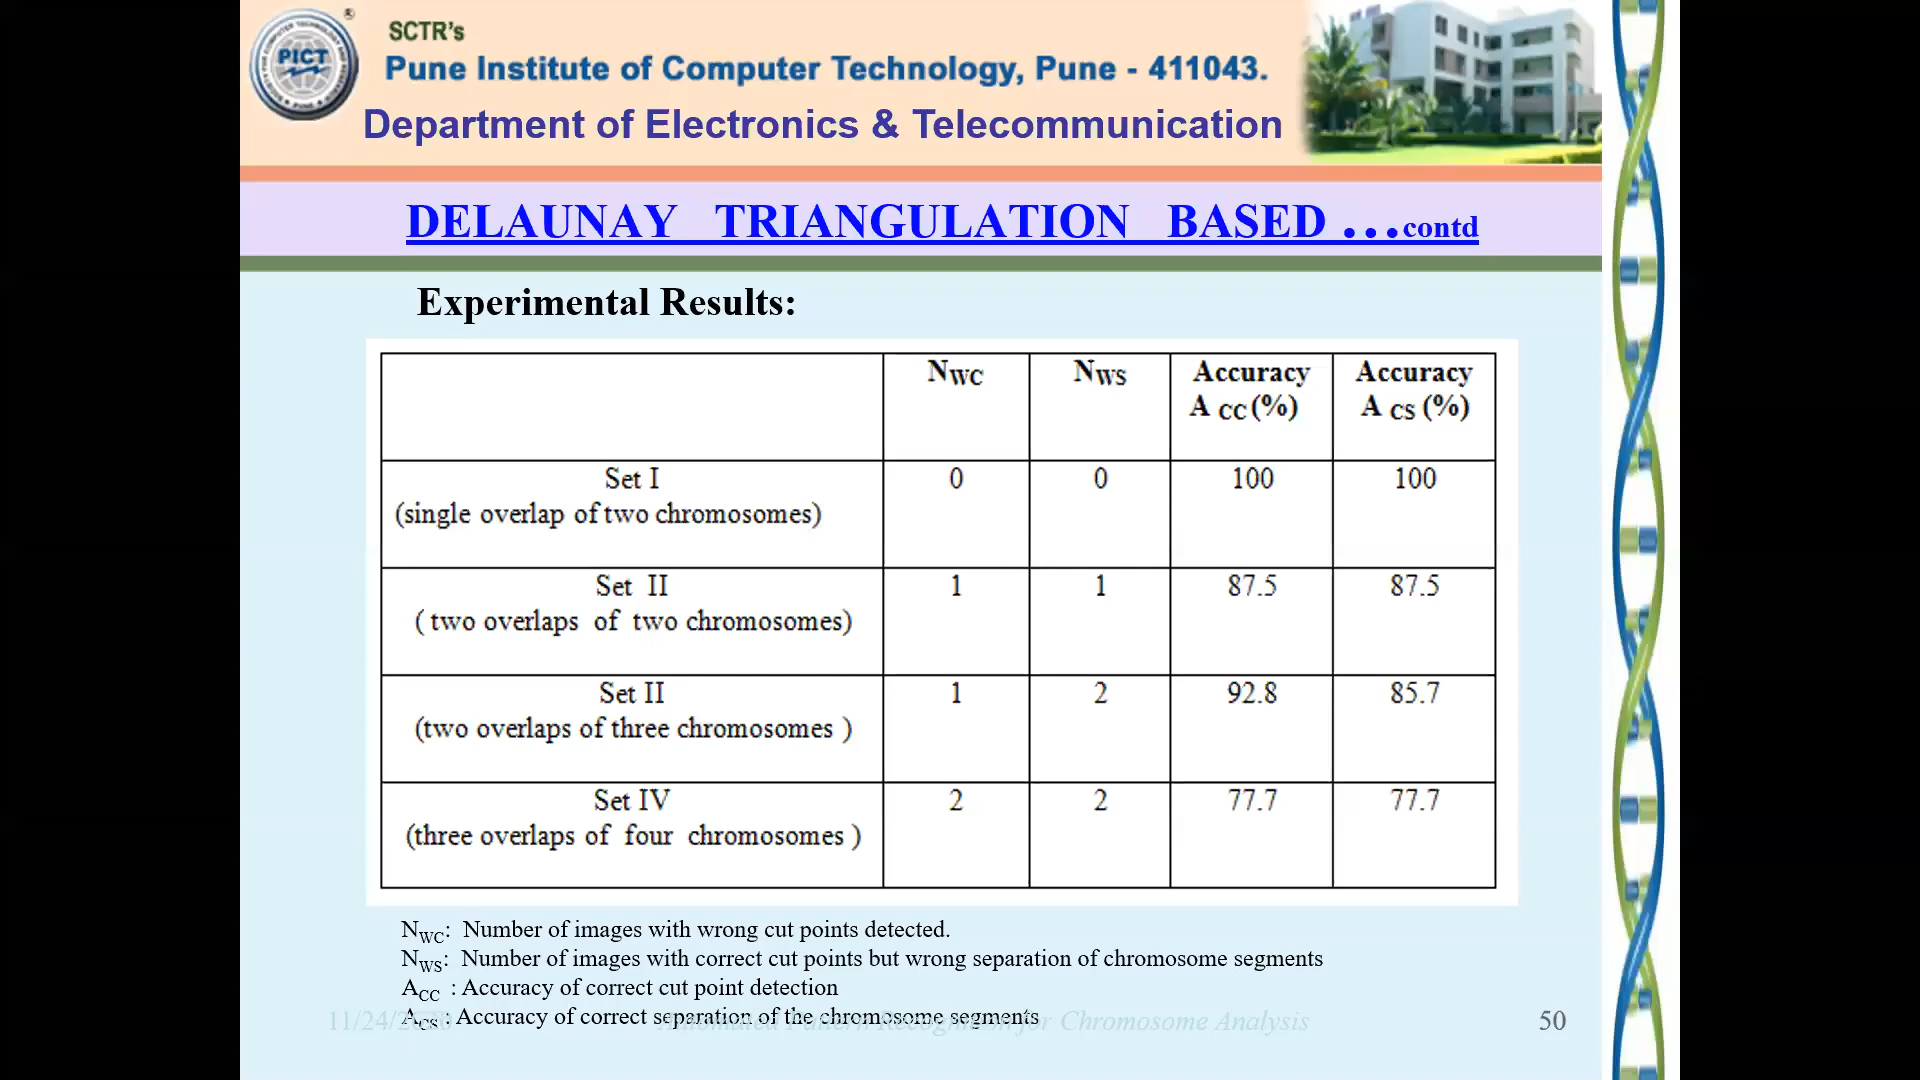 PICT
®
SCTR's
Pune Institute of Computer Technology, Pune - 411043.
Department of Electronics & Telecommunication
DELAUNAY TRIANGULATION BASED ...contd
Experimental Results:
NWC NWS Accuracy A CC (%) Accuracy A CS (%)
Set I 0 0 100 100
(single overlap of two chromosomes)
Set II 1 1 87.5 87.5
( two overlaps of two chromosomes)
Set II 1 2 92.8 85.7
(two overlaps of three chromosomes )
Set IV 2 2 77.7 77.7
(three overlaps of four chromosomes )
NWC: Number of images with wrong cut points detected.
NWS: Number of images with correct cut points but wrong separation of chromosome segments
ACC : Accuracy of correct cut point detection
ACS : Accuracy of correct separation of the chromosome segments
Automated Pattern Recognition for Chromosome Analysis
50